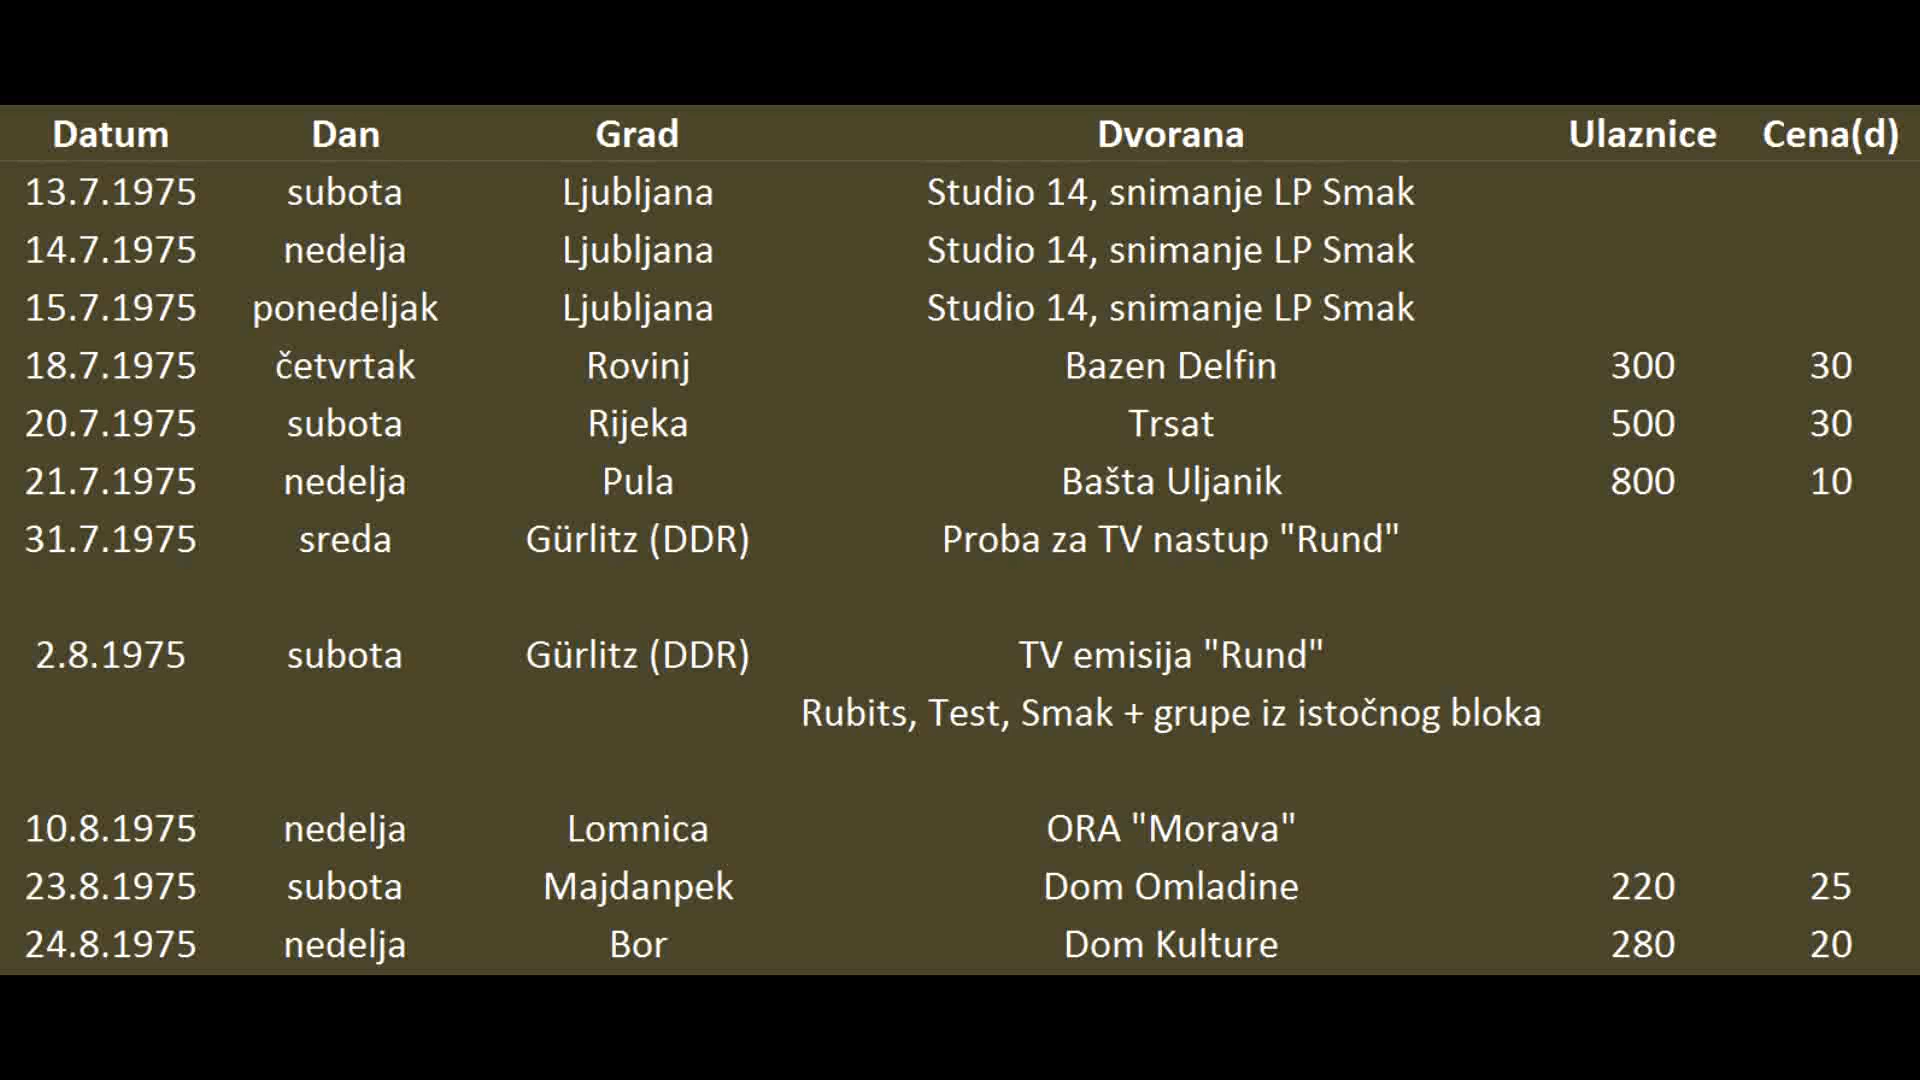 Datum Dan Grad Dvorana Ulaznice Cena(d)
13.7.1975 subota Ljubljana Studio 14, snimanje LP Smak
14.7.1975 nedelja Ljubljana Studio 14, snimanje LP Smak
15.7.1975 ponedeljak Ljubljana Studio 14, snimanje LP Smak
18.7.1975 četvrtak Rovinj Bazen Delfin 300 30
20.7.1975 subota Rijeka Trsat 500 30
21.7.1975 nedelja Pula Bašta Uljanik 800 10
31.7.1975 sreda Gürlitz (DDR) Proba za TV nastup "Rund"
2.8.1975 subota Gürlitz (DDR) TV emisija "Rund"
Rubits, Test, Smak + grupe iz istočnog bloka
10.8.1975 nedelja Lomnica ORA "Morava"
23.8.1975 subota Majdanpek Dom Omladine 220 25
24.8.1975 nedelja Bor Dom Kulture 280 20